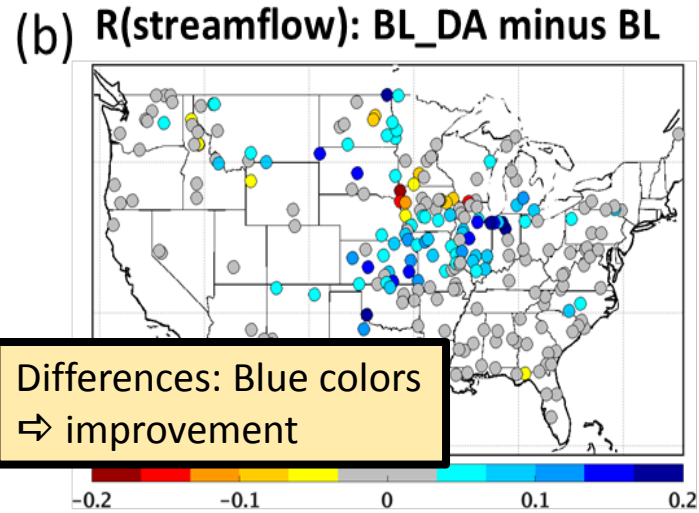 (b) R(streamflow): BL_DA minus BL
Differences: Blue colors
⇨ improvement
-0.2 -0.1 0 0.1 0.2